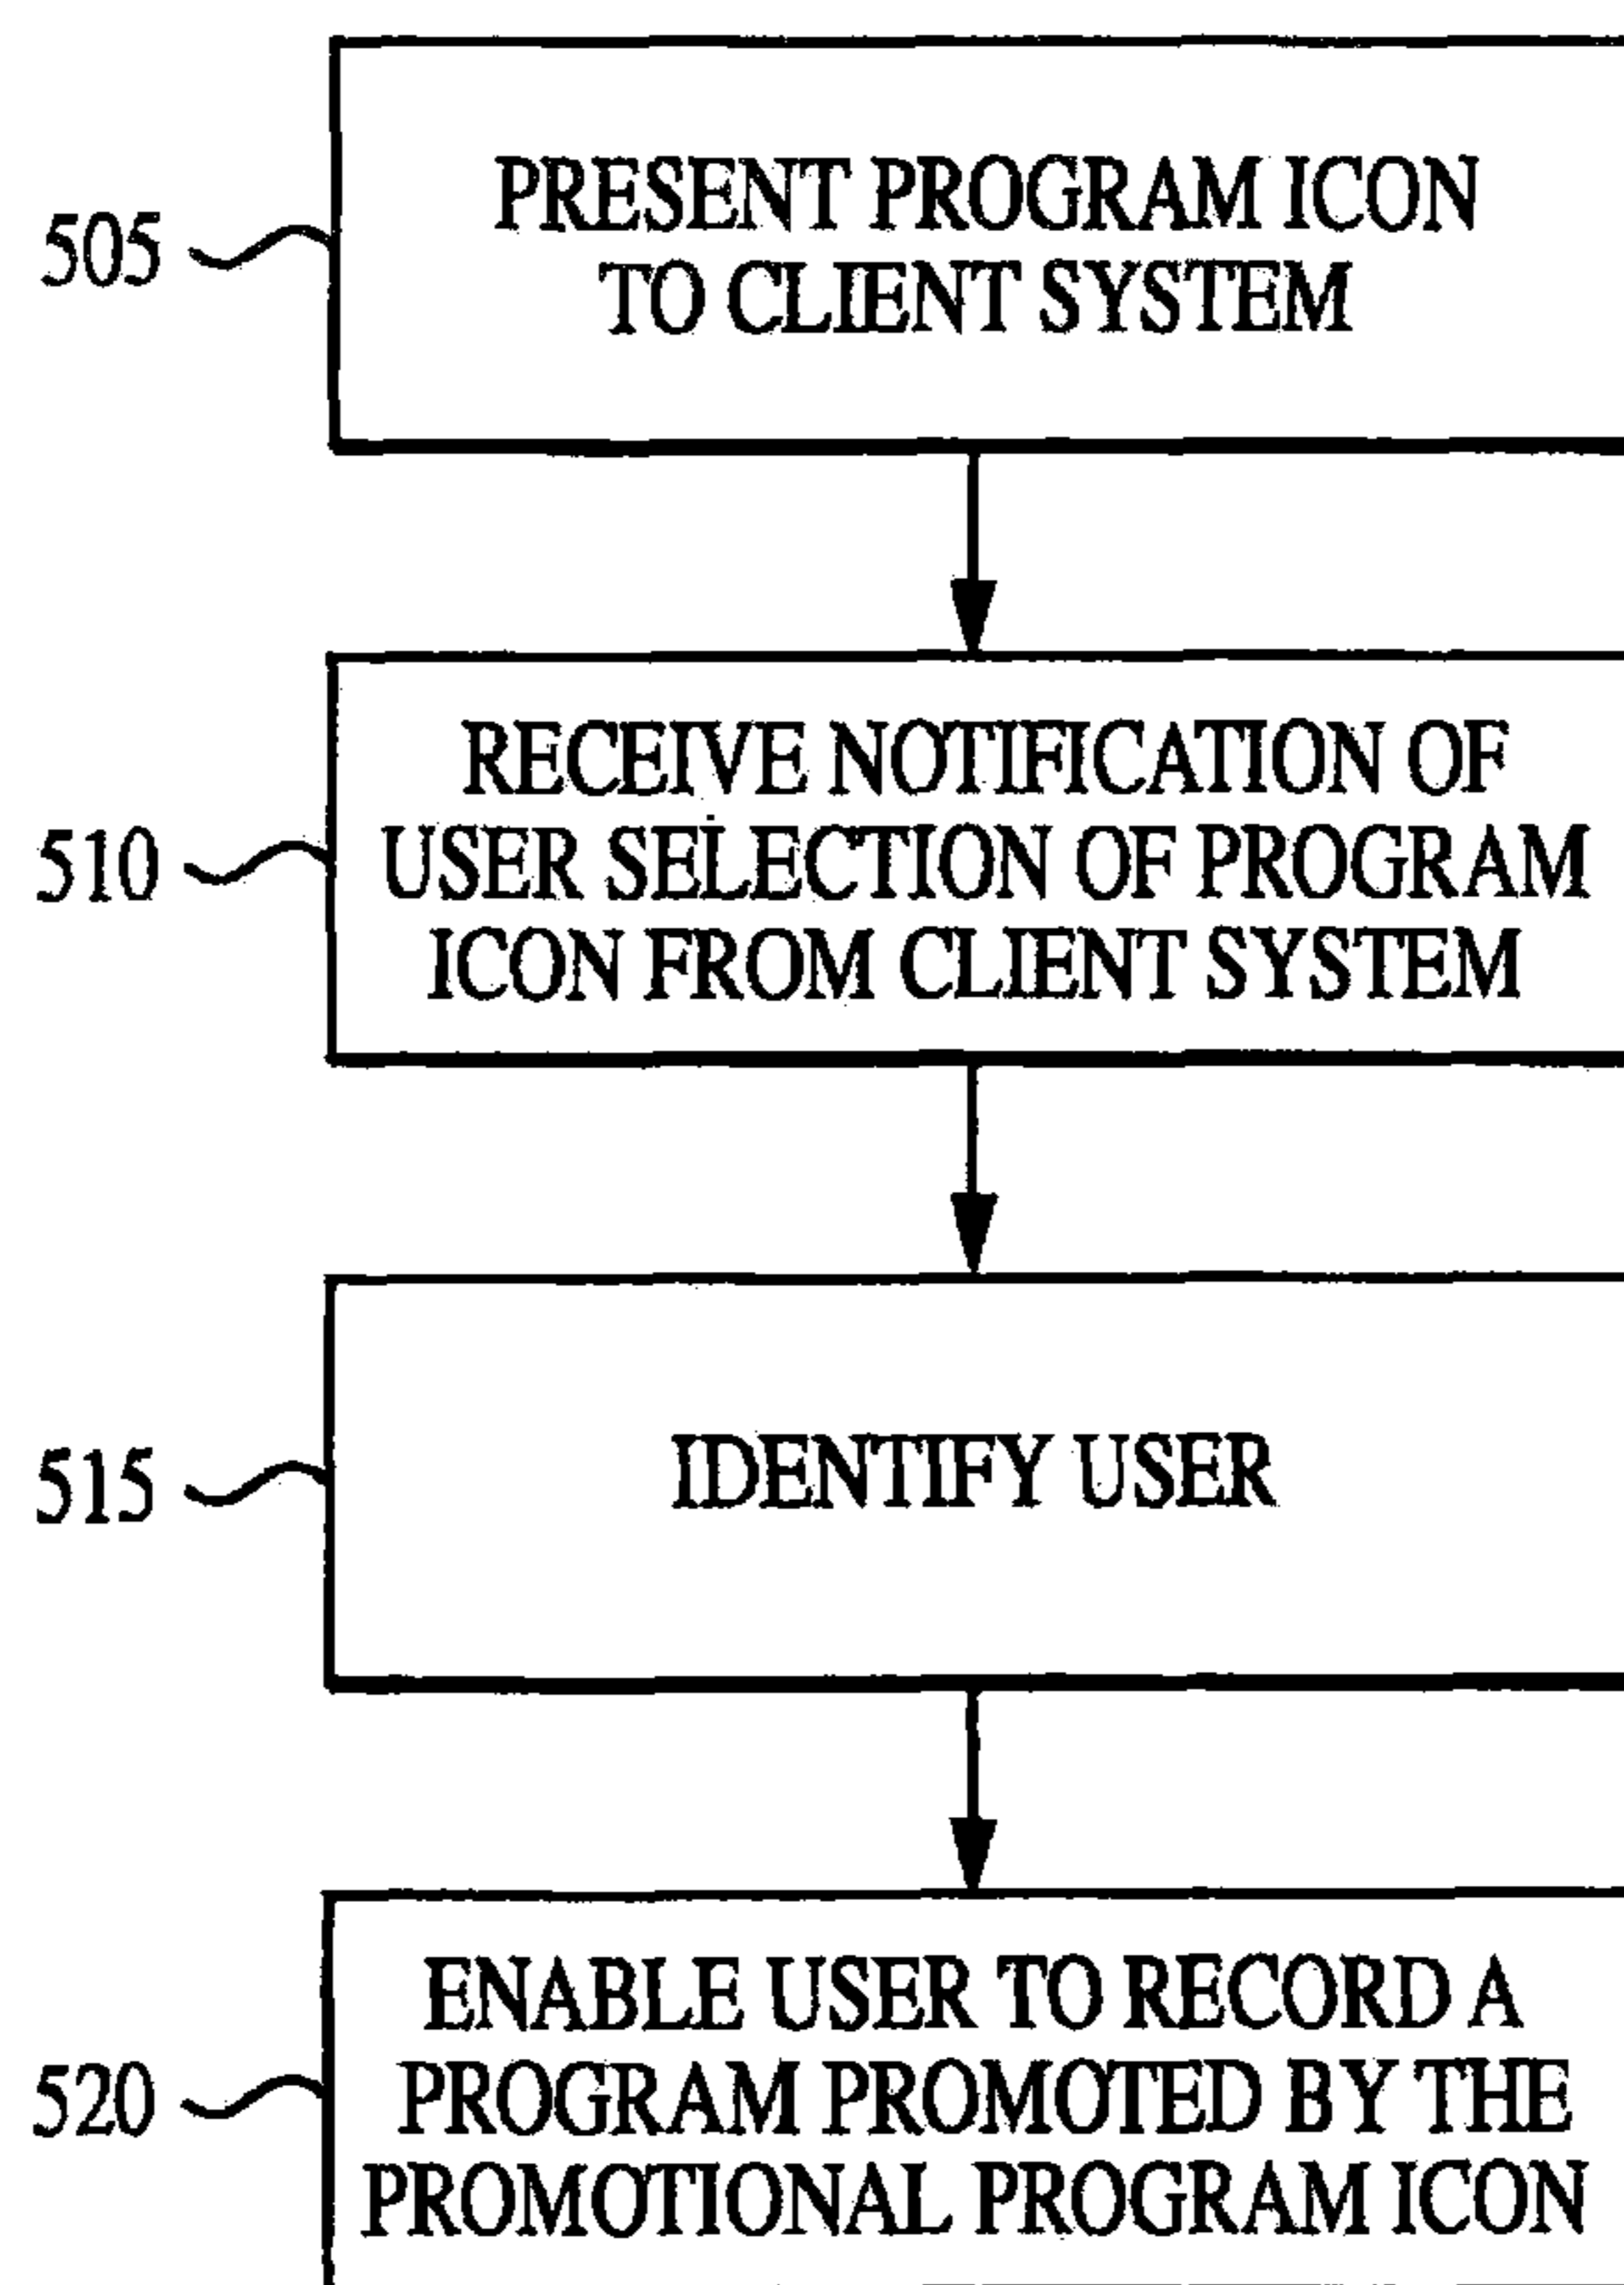 505
PRESENT PROGRAM ICON
TO CLIENT SYSTEM
510
RECEIVE NOTIFICATION OF
USER SELECTION OF PROGRAM
ICON FROM CLIENT SYSTEM
515
IDENTIFY USER
520
ENABLE USER TO RECORD A
PROGRAM PROMOTED BY THE
PROMOTIONAL PROGRAM ICON